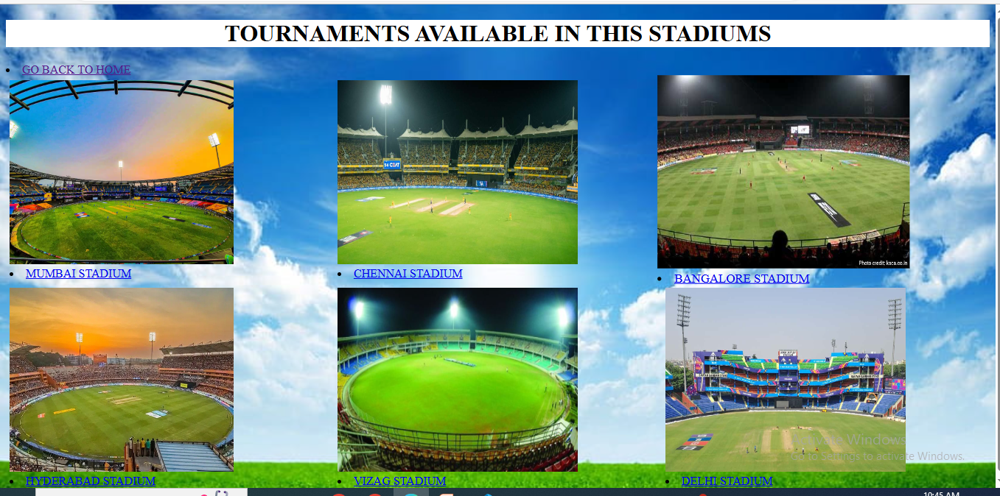 TOURNAMENTS AVAILABLE IN THIS STADIUMS
GO BACK TO HOME
CEAT
Photo credit: ksca.co.in
MUMBAI STADIUM
CHENNAI STADIUM
BANGALORE STADIUM
Activate Windows
Go to Settings to activate Windows.
HYDERABAD STADIUM
VIZAG STADIUM
DELHI STADIUM
10:45 AM